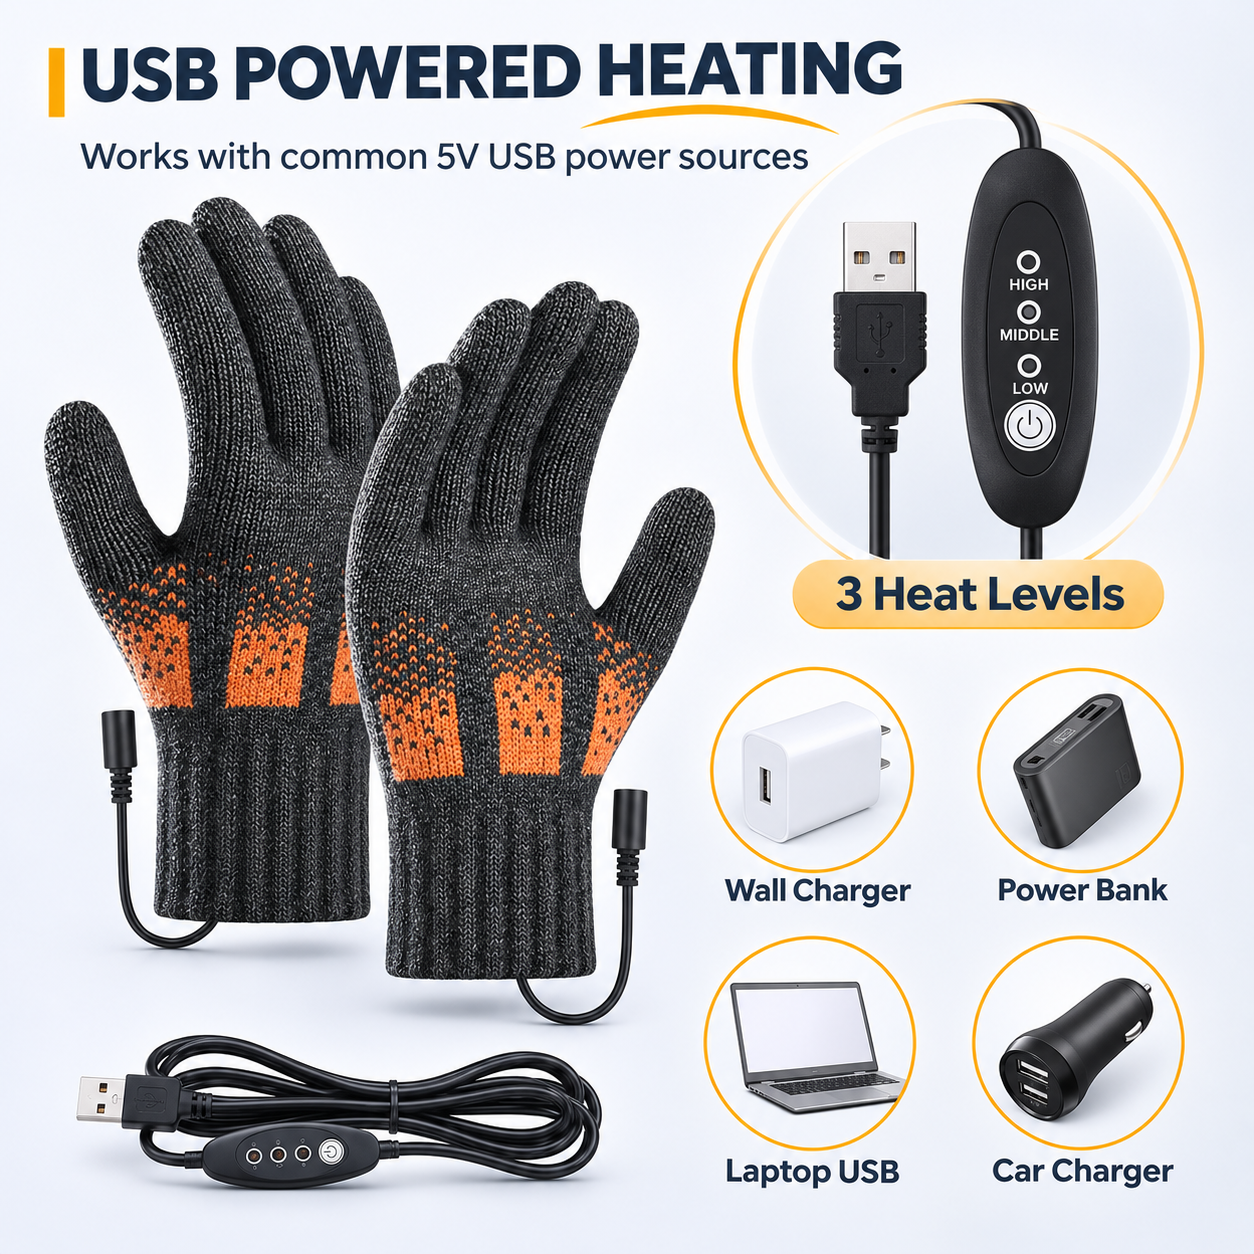 USB POWERED HEATING
Works with common 5V USB power sources
HIGH
MIDDLE
LOW
3 Heat Levels
Wall Charger
Power Bank
Laptop USB
Car Charger